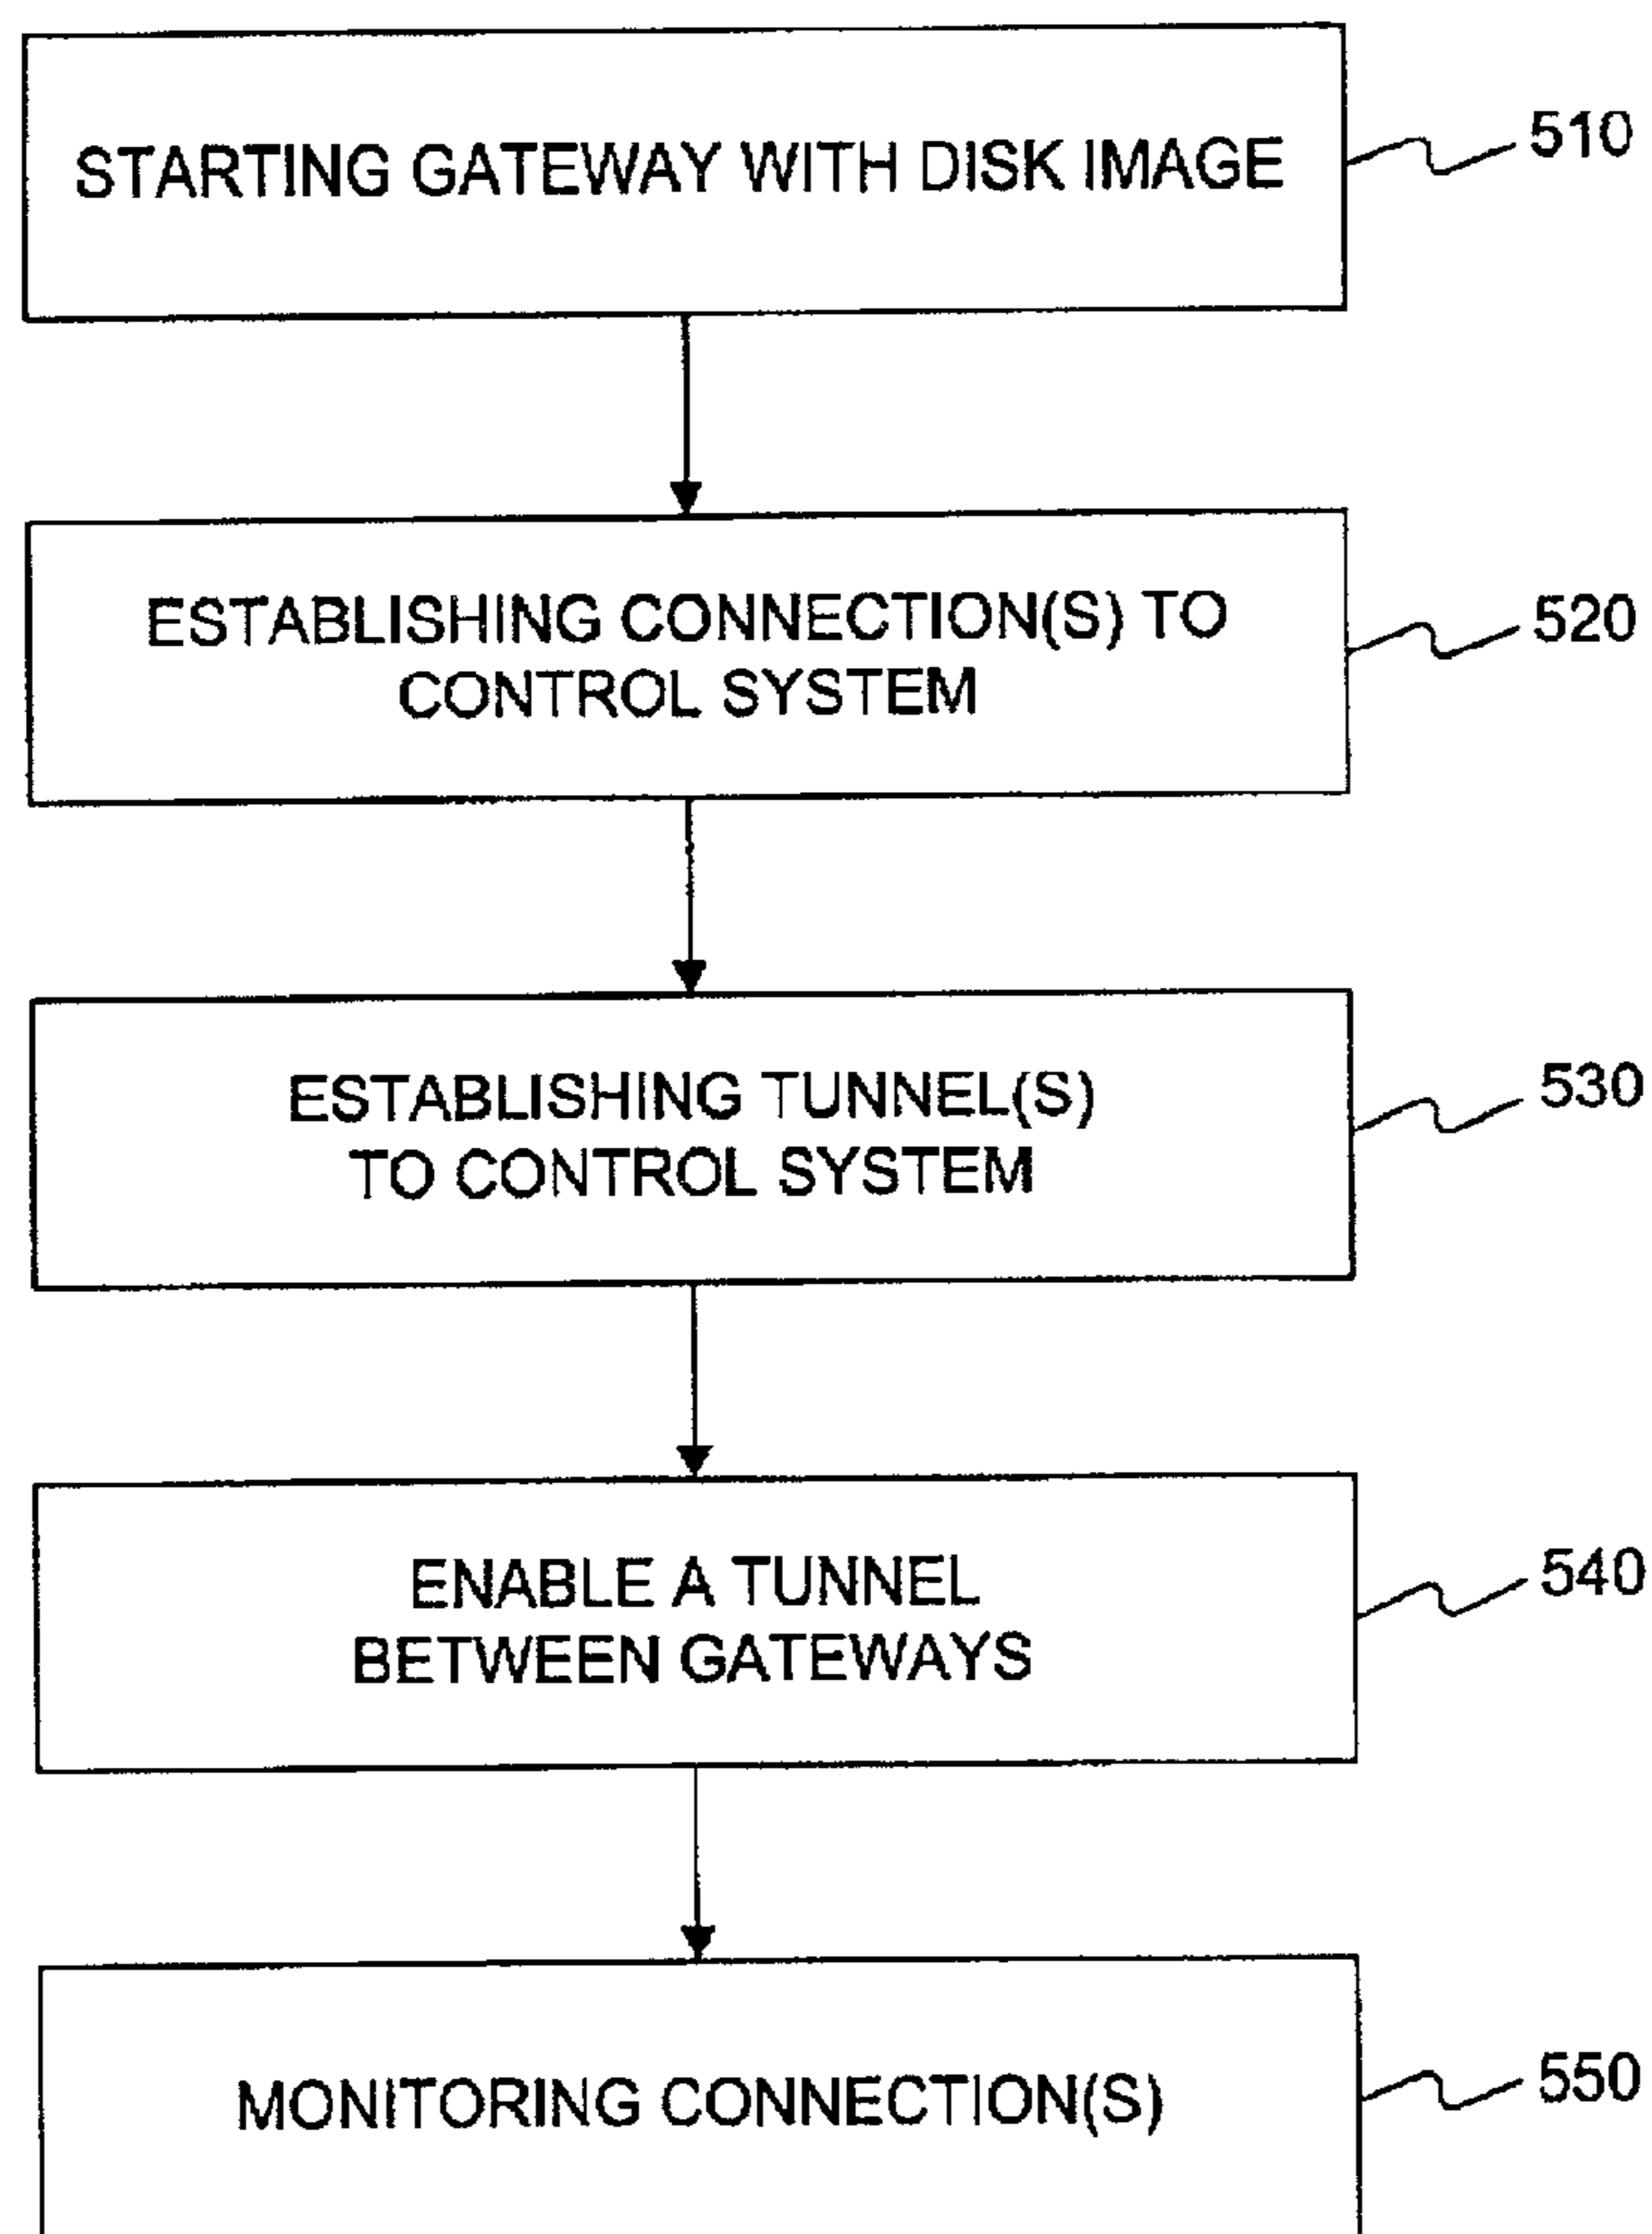 STARTING GATEWAY WITH DISK IMAGE
510
ESTABLISHING CONNECTION(S) TO
CONTROL SYSTEM
520
ESTABLISHING TUNNEL(S)
TO CONTROL SYSTEM
530
ENABLE A TUNNEL
BETWEEN GATEWAYS
540
MONITORING CONNECTION(S)
550